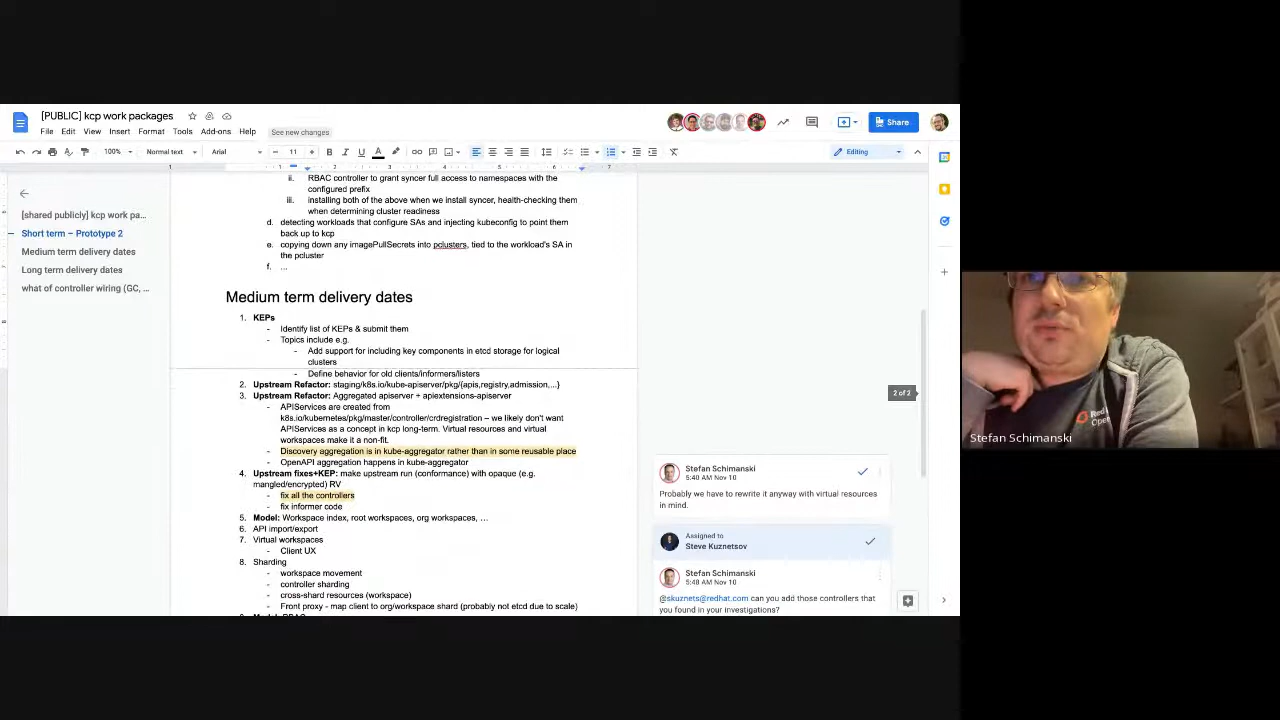 [PUBLIC] kcp work packages
File Edit View Insert Format Tools Add-ons Help See new changes
Share
100% Normal text Arial 11 Editing
1 1 2 3 4 5 6 7
[shared publicly] kcp work pa...
Short term – Prototype 2
Medium term delivery dates
Long term delivery dates
what of controller wiring (GC, ...
ii. RBAC controller to grant syncer full access to namespaces with the
configured prefix
iii. installing both of the above when we install syncer, health-checking them
when determining cluster readiness
d. detecting workloads that configure SAs and injecting kubeconfig to point them
back up to kcp
e. copying down any imagePullSecrets into pclusters, tied to the workload's SA in
the pcluster
f. ...
Medium term delivery dates
1. KEPs
- Identify list of KEPs & submit them
- Topics include e.g.
- Add support for including key components in etcd storage for logical
clusters
- Define behavior for old clients/informers/listers
2. Upstream Refactor: staging/k8s.io/kube-apiserver/pkg/{apis,registry,admission,...}
3. Upstream Refactor: Aggregated apiserver + apiextensions-apiserver
- APIServices are created from
k8s.io/kubernetes/pkg/master/controller/crdregistration – we likely don't want
APIServices as a concept in kcp long-term. Virtual resources and virtual
workspaces make it a non-fit.
- Discovery aggregation is in kube-aggregator rather than in some reusable place
- OpenAPI aggregation happens in kube-aggregator
4. Upstream fixes+KEP: make upstream run (conformance) with opaque (e.g.
mangled/encrypted) RV
- fix all the controllers
- fix informer code
5. Model: Workspace index, root workspaces, org workspaces, …
6. API import/export
7. Virtual workspaces
- Client UX
8. Sharding
- workspace movement
- controller sharding
- cross-shard resources (workspace)
- Front proxy - map client to org/workspace shard (probably not etcd due to scale)
2 of 2
Stefan Schimanski
5:40 AM Nov 10
Probably we have to rewrite it anyway with virtual resources
in mind.
Assigned to
Steve Kuznetsov
Stefan Schimanski
5:48 AM Nov 10
@skuznets@redhat.com can you add those controllers that
you found in your investigations?
Red
Open
Stefan Schimanski